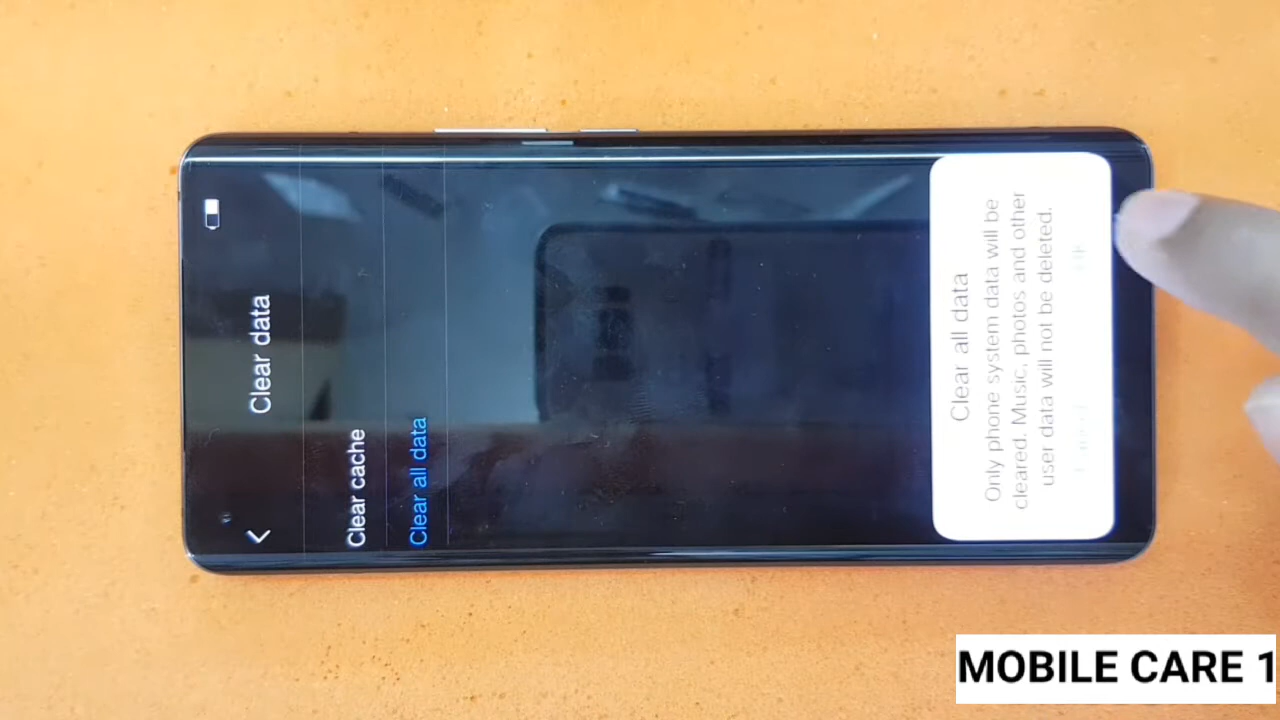 Clear data
Clear cache
Clear all data
Clear all data
Only phone system data will be
cleared. Music, photos and other
user data will not be deleted.
MOBILE CARE 1